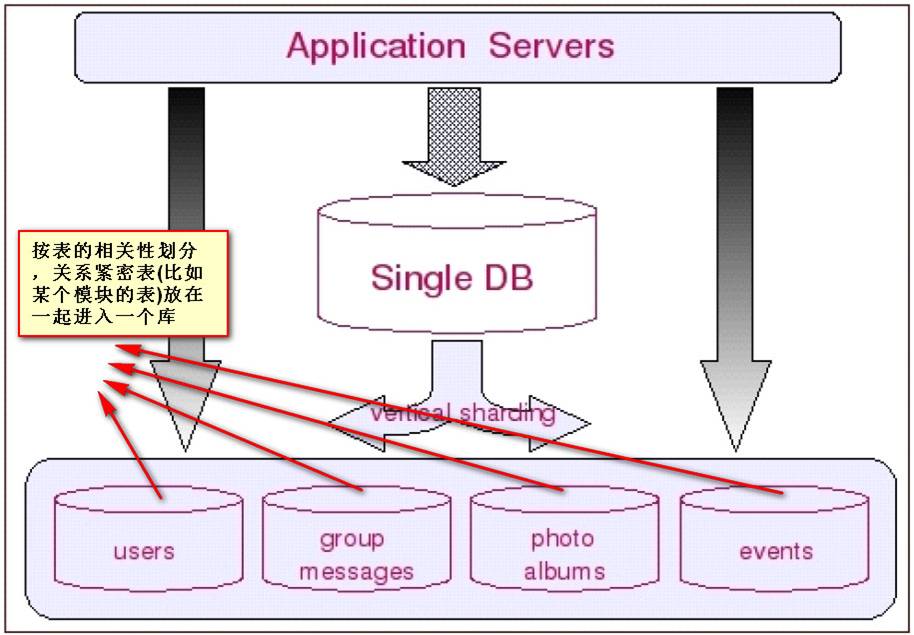 Application Servers
按表的相关性划分
，关系紧密表(比如
某个模块的表)放在
一起进入一个库
Single DB
vertical sharding
users
group
messages
photo
albums
events